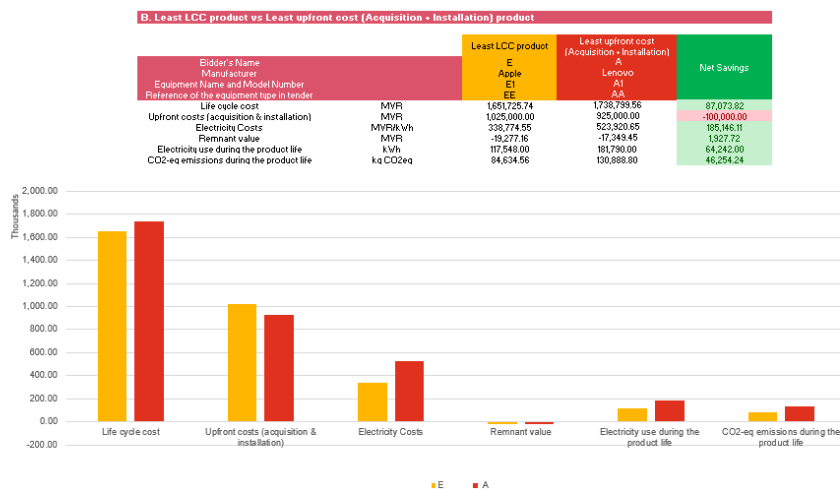 B. Least LCC product vs Least upfront cost (Acquisition + Installation) product
Least LCC product
Least upfront cost
(Acquisition + Installation)
Net Savings
Bidder's Name E A
Manufacturer Apple Lenovo
Equipment Name and Model Number E1 A1
Reference of the equipment type in tender EE AA
Life cycle cost MVR 1,651,725.74 1,738,799.56 87,073.82
Upfront costs (acquisition & installation) MVR 1,025,000.00 925,000.00 -100,000.00
Electricity Costs MVR/kWh 338,774.55 523,920.65 185,146.11
Remnant value MVR -19,277.16 -17,349.45 1,927.72
Electricity use during the product life kWh 117,548.00 181,790.00 64,242.00
CO2-eq emissions during the product life kg CO2eq 84,634.56 130,888.80 46,254.24
Thousands
2,000.00
1,800.00
1,600.00
1,400.00
1,200.00
1,000.00
800.00
600.00
400.00
200.00
0.00
-200.00
Life cycle cost
Upfront costs (acquisition &
installation)
Electricity Costs
Remnant value
Electricity use during the
product life
CO2-eq emissions during the
product life
E A